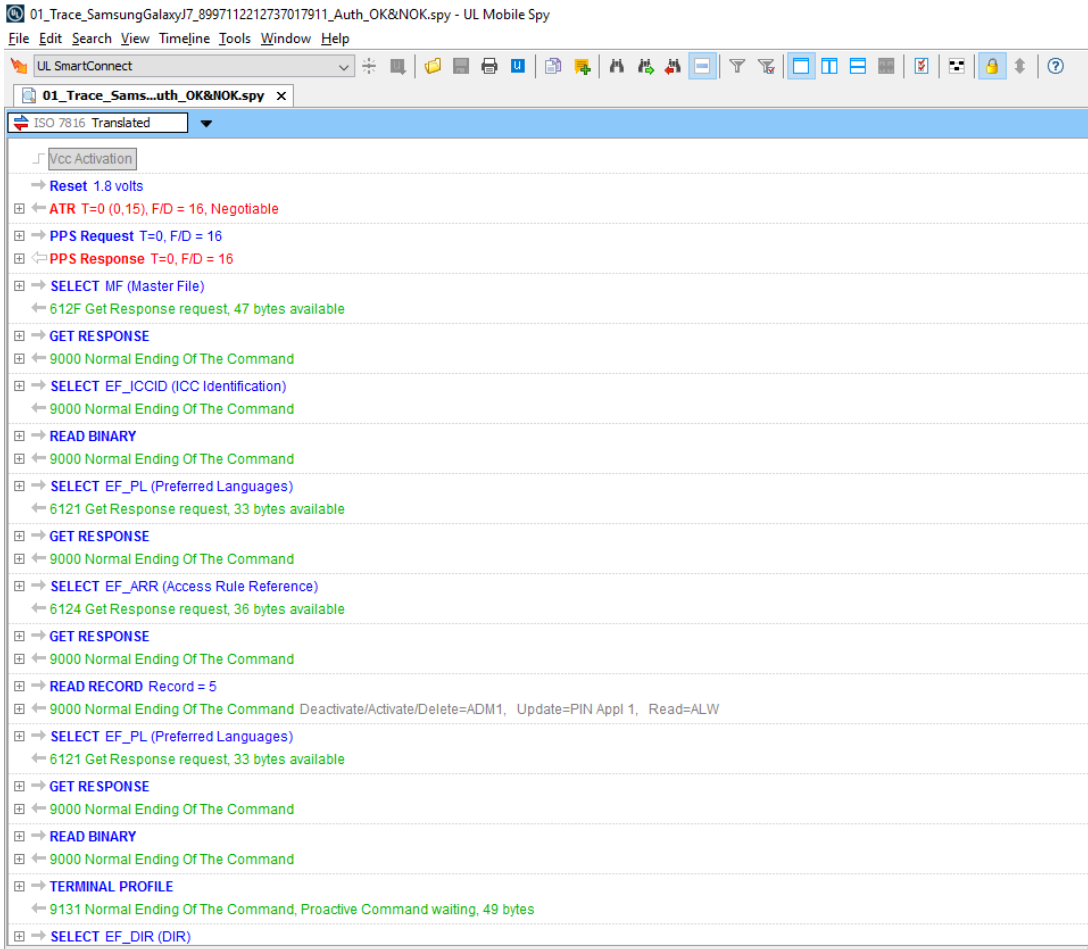 01_Trace_SamsungGalaxyJ7_8997112212737017911_Auth_OK&NOK.spy - UL Mobile Spy
File Edit Search View Timeline Tools Window Help
UL SmartConnect
01_Trace_Sams...uth_OK&NOK.spy
ISO 7816 Translated
Vcc Activation
Reset 1.8 volts
ATR T=0 (0,15), F/D = 16, Negotiable
PPS Request T=0, F/D = 16
PPS Response T=0, F/D = 16
SELECT MF (Master File)
612F Get Response request, 47 bytes available
GET RESPONSE
9000 Normal Ending Of The Command
SELECT EF_ICCID (ICC Identification)
9000 Normal Ending Of The Command
READ BINARY
9000 Normal Ending Of The Command
SELECT EF_PL (Preferred Languages)
6121 Get Response request, 33 bytes available
GET RESPONSE
9000 Normal Ending Of The Command
SELECT EF_ARR (Access Rule Reference)
6124 Get Response request, 36 bytes available
GET RESPONSE
9000 Normal Ending Of The Command
READ RECORD Record = 5
9000 Normal Ending Of The Command Deactivate/Activate/Delete=ADM1, Update=PIN Appl 1, Read=ALW
SELECT EF_PL (Preferred Languages)
6121 Get Response request, 33 bytes available
GET RESPONSE
9000 Normal Ending Of The Command
READ BINARY
9000 Normal Ending Of The Command
TERMINAL PROFILE
9131 Normal Ending Of The Command, Proactive Command waiting, 49 bytes
SELECT EF_DIR (DIR)